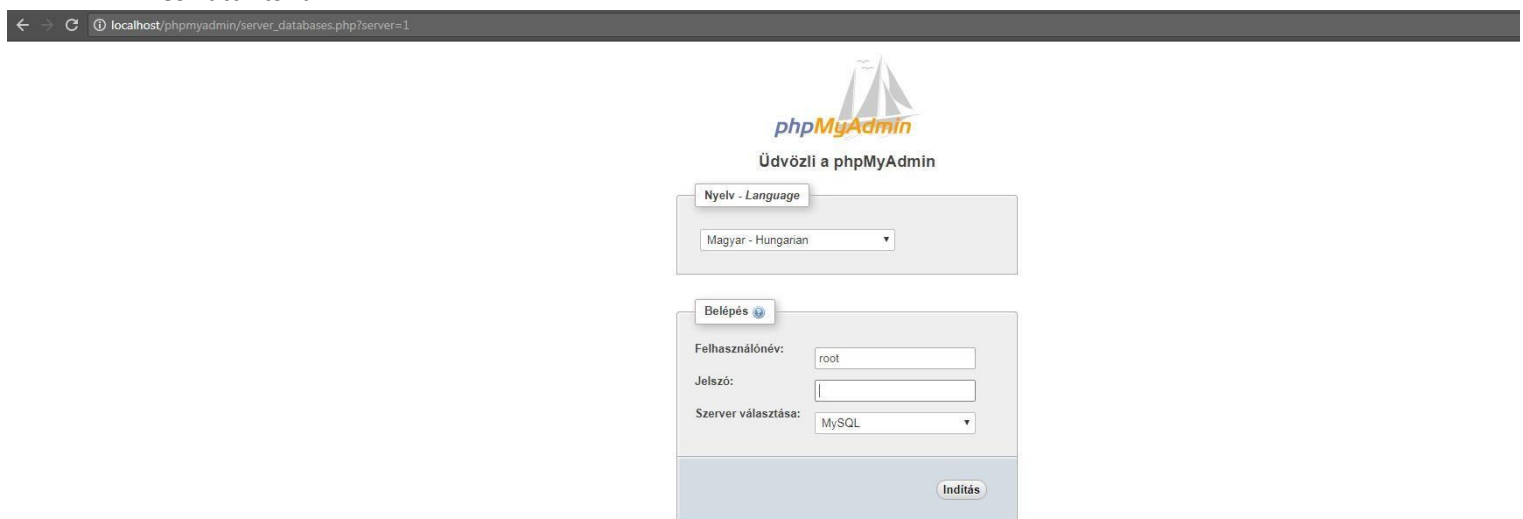 localhost/phpmyadmin/server_databases.php?server=1
phpMyAdmin
Üdvözli a phpMyAdmin
Nyelv - Language
Magyar - Hungarian
Belépés
Felhasználónév:
root
Jelszó:
Szerver választása:
MySQL
Indítás